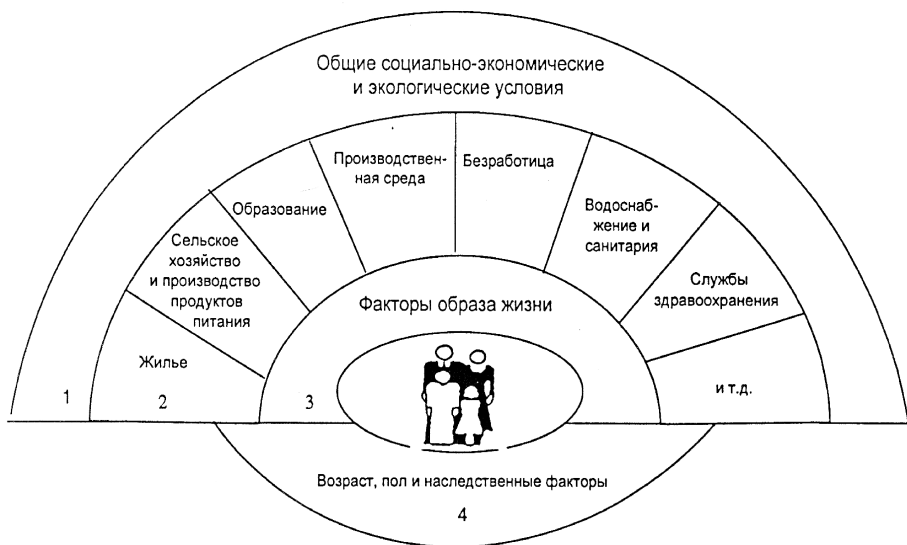 Общие социально-экономические
и экологические условия
Производствен-
ная среда
Безработица
Образование
Водоснаб-
жение и
санитария
Сельское
хозяйство
и производство
продуктов
питания
Службы
здравоохранения
Факторы образа жизни
Жилье
и т.д.
1
2
3
Возраст, пол и наследственные факторы
4